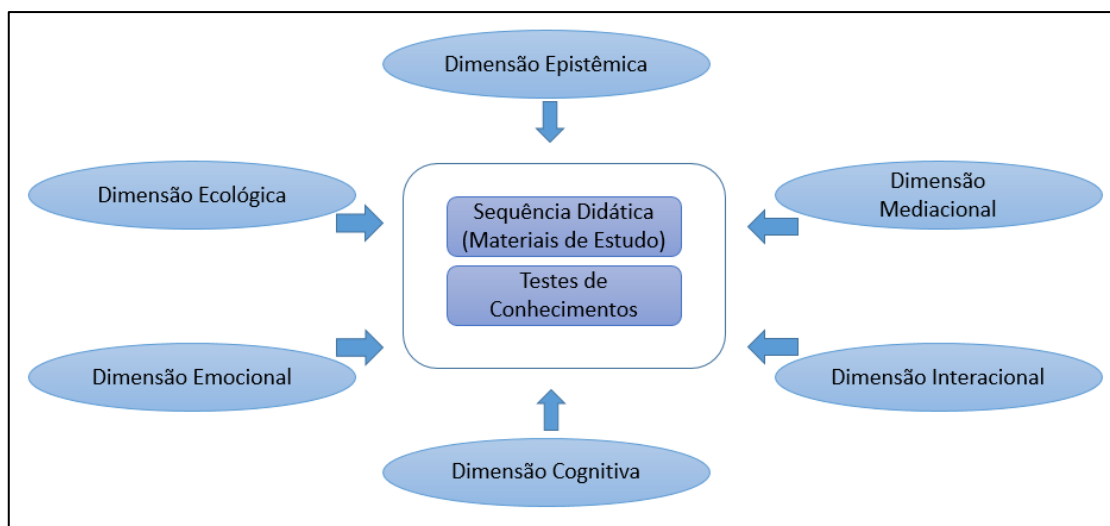 Dimensão Epistêmica
Dimensão Ecológica
Dimensão
Mediacional
Sequência Didática
(Materiais de Estudo)
Testes de
Conhecimentos
Dimensão Emocional
Dimensão Interacional
Dimensão Cognitiva